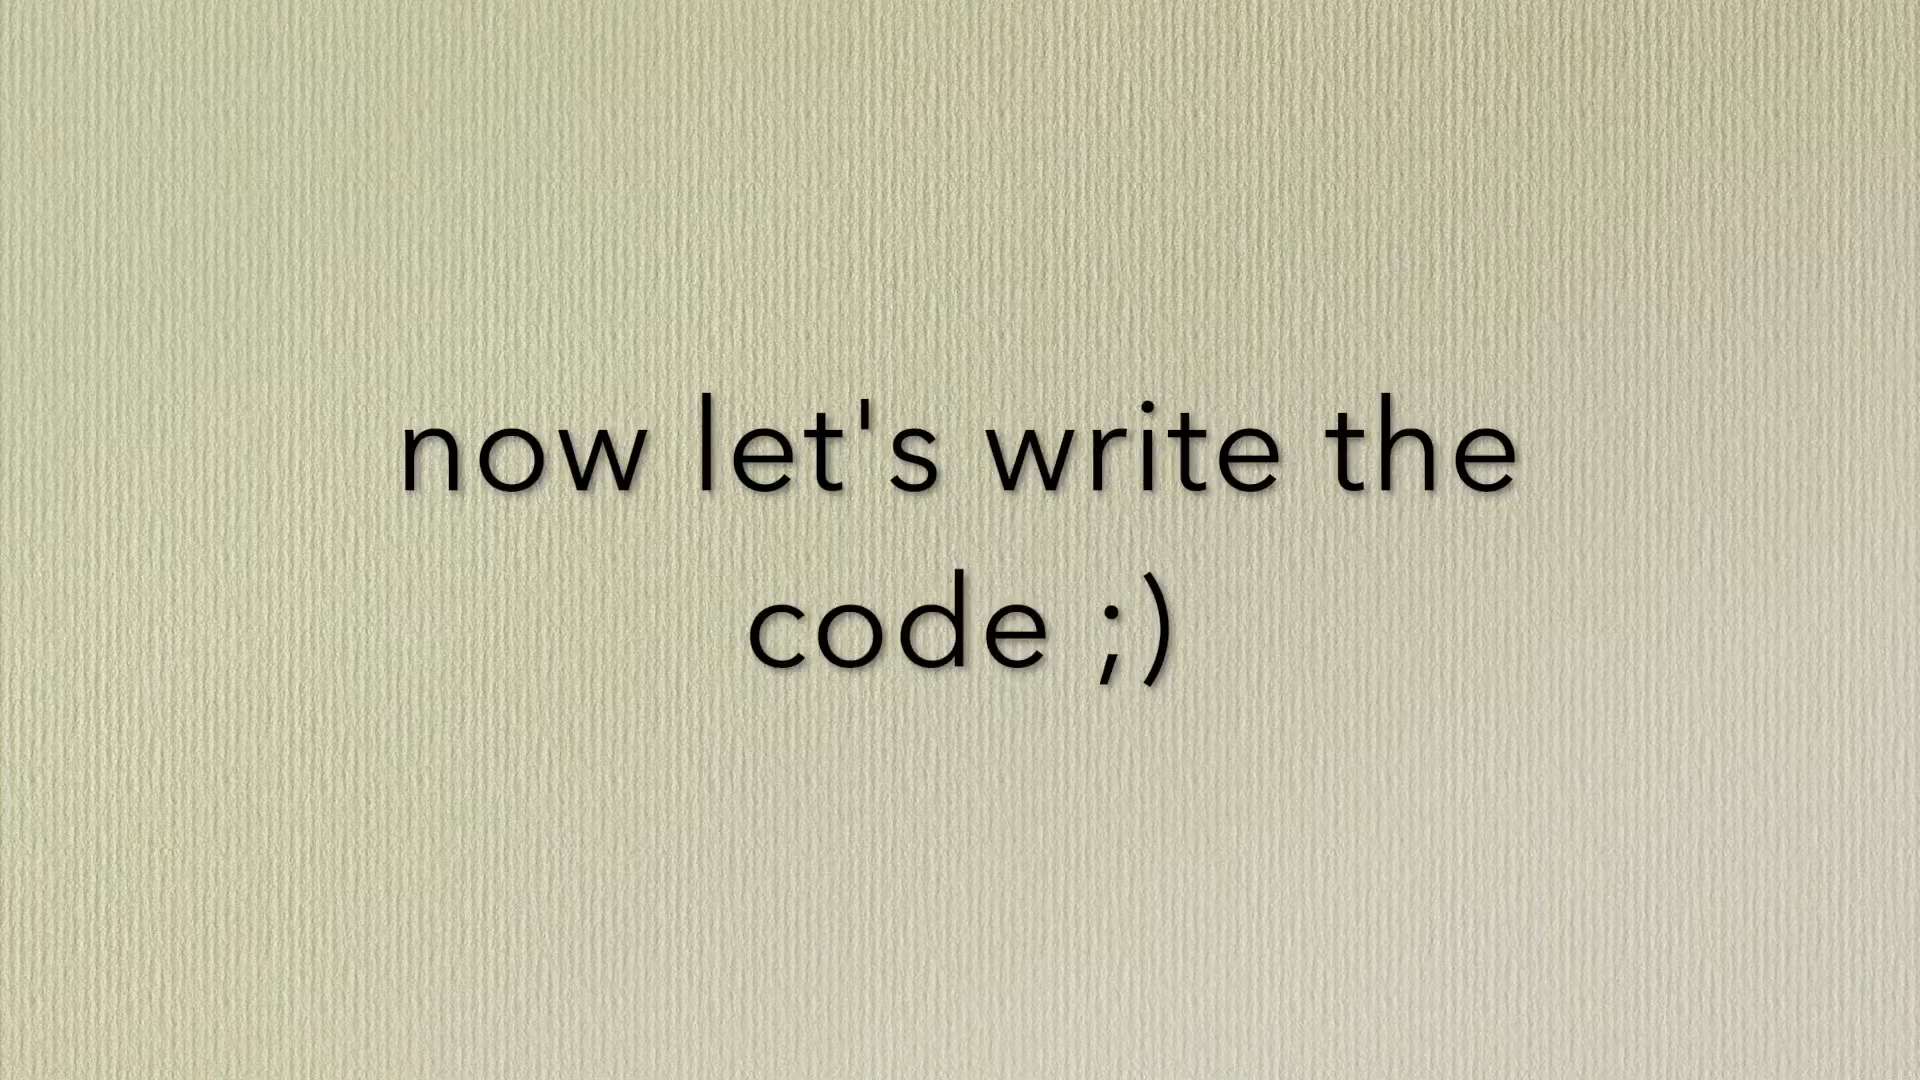 now let's write the
code ;)